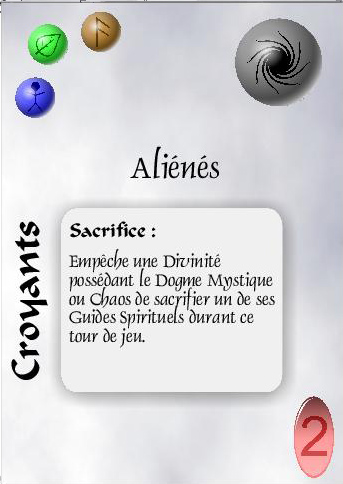 Aliénés
Croyants
Sacrifice :
Empêche une Divinité
possédant le Dogme Mystique
ou Chaos de sacrifier un de ses
Guides Spirituels durant ce
tour de jeu.
2